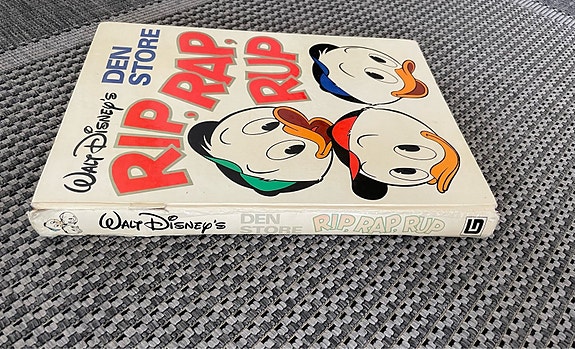 WALT DISNEY'S
DEN
STORE
RIP, RAP,
RUP
WALT DISNEY'S
DEN
STORE
RIP, RAP, RUP